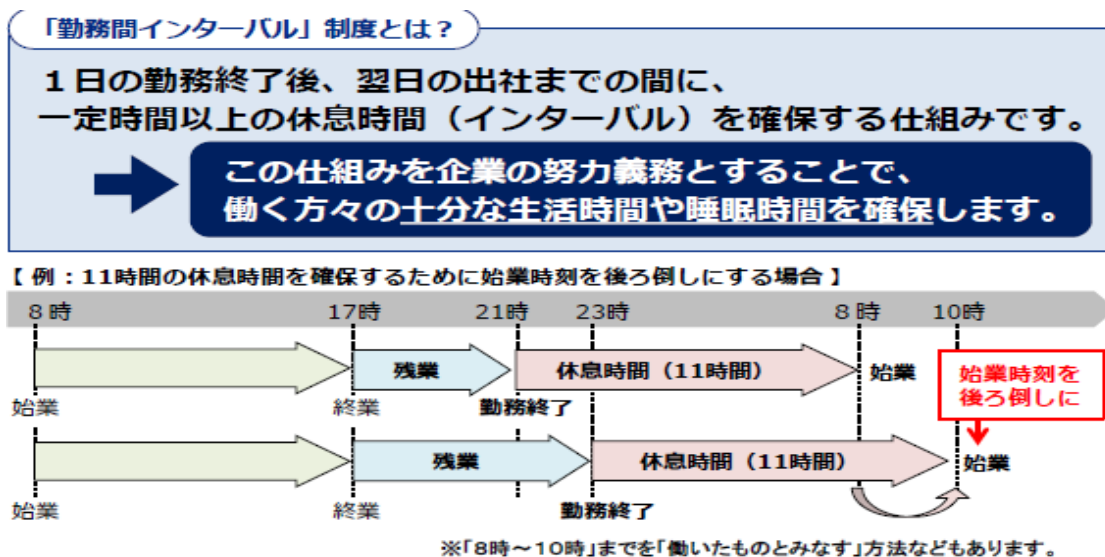 「勤務間インターバル」制度とは?
1日の勤務終了後、翌日の出社までの間に、
一定時間以上の休息時間(インターバル)を確保する仕組みです。
この仕組みを企業の努力義務とすることで、
働く方々の十分な生活時間や睡眠時間を確保します。
【 例:11時間の休息時間を確保するために始業時刻を後ろ倒しにする場合 】
8時 17時 21時 23時 8時 10時
残業 休息時間(11時間) 始業
始業時刻を
後ろ倒しに
始業 終業 勤務終了
残業 休息時間(11時間) 始業
始業 終業 勤務終了
※「8時~10時」までを「働いたものとみなす」方法などもあります。